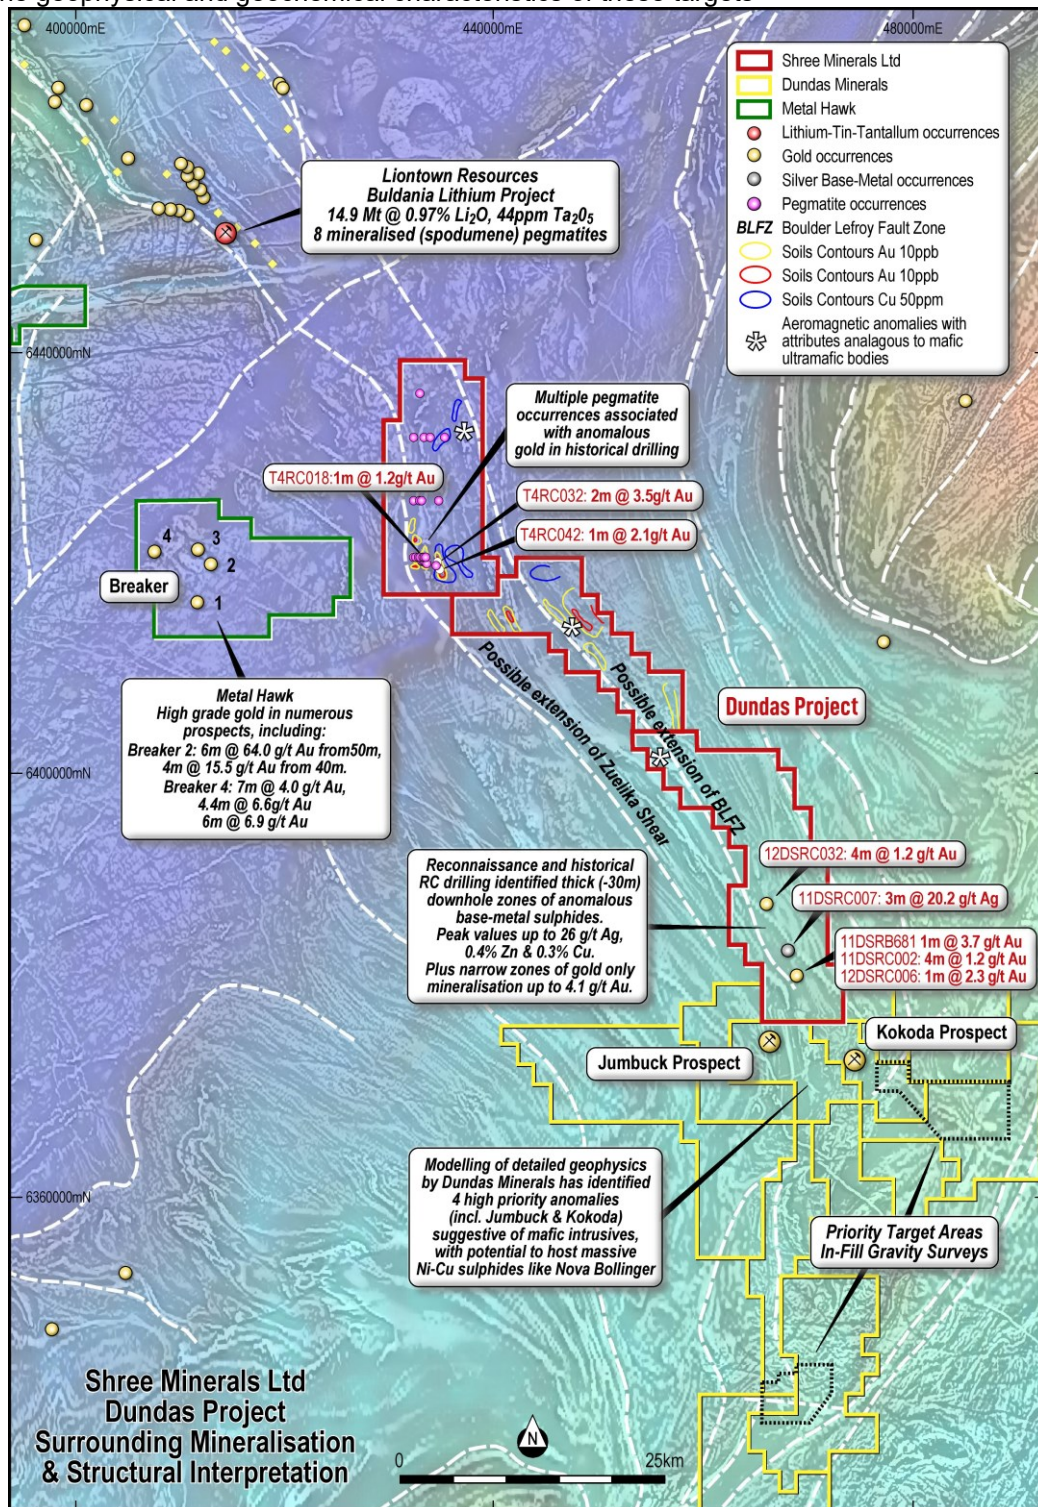 ne geophysical and geochemical characteristics of these targets
400000mE
440000mE
480000mE
Shree Minerals Ltd
Dundas Minerals
Metal Hawk
Lithium-Tin-Tantallum occurrences
Gold occurrences
Silver Base-Metal occurrences
Pegmatite occurrences
BLFZ Boulder Lefroy Fault Zone
Soils Contours Au 10ppb
Soils Contours Au 10ppb
Soils Contours Cu 50ppm
Aeromagnetic anomalies with
attributes analagous to mafic
ultramafic bodies
Liontown Resources
Buldania Lithium Project
14.9 Mt @ 0.97% Li2O, 44ppm Ta2O5
8 mineralised (spodumene) pegmatites
6440000mN
Multiple pegmatite
occurrences associated
with anomalous
gold in historical drilling
T4RC018:1m @ 1.2g/t Au
T4RC032: 2m @ 3.5g/t Au
T4RC042: 1m @ 2.1g/t Au
4
3
2
Breaker
1
Possible extension of Zuelika Shear
Possible extension of BLFZ
Dundas Project
Metal Hawk
High grade gold in numerous
prospects, including:
Breaker 2: 6m @ 64.0 g/t Au from50m,
4m @ 15.5 g/t Au from 40m.
Breaker 4: 7m @ 4.0 g/t Au,
4.4m @ 6.6g/t Au
6m @ 6.9 g/t Au
6400000mN
12DSRC032: 4m @ 1.2 g/t Au
11DSRC007: 3m @ 20.2 g/t Ag
11DSRB681 1m @ 3.7 g/t Au
11DSRC002: 4m @ 1.2 g/t Au
12DSRC006: 1m @ 2.3 g/t Au
Reconnaissance and historical
RC drilling identified thick (-30m)
downhole zones of anomalous
base-metal sulphides.
Peak values up to 26 g/t Ag,
0.4% Zn & 0.3% Cu.
Plus narrow zones of gold only
mineralisation up to 4.1 g/t Au.
Jumbuck Prospect
Kokoda Prospect
Modelling of detailed geophysics
by Dundas Minerals has identified
4 high priority anomalies
(incl. Jumbuck & Kokoda)
suggestive of mafic intrusives,
with potential to host massive
Ni-Cu sulphides like Nova Bollinger
6360000mN
Priority Target Areas
In-Fill Gravity Surveys
Shree Minerals Ltd
Dundas Project
Surrounding Mineralisation
& Structural Interpretation
N
0
25km